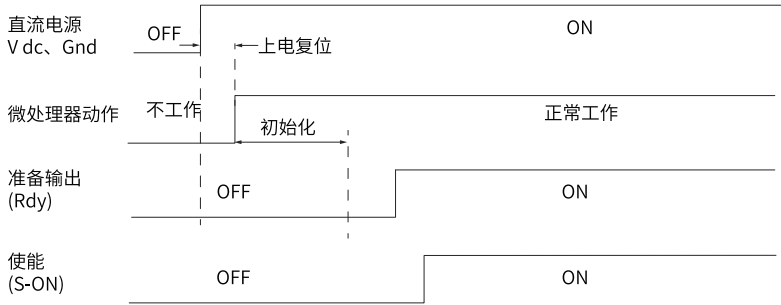 直流电源
V dc、Gnd
OFF
上电复位
ON
微处理器动作
不工作
初始化
正常工作
准备输出
(Rdy)
OFF
ON
使能
(S-ON)
OFF
ON